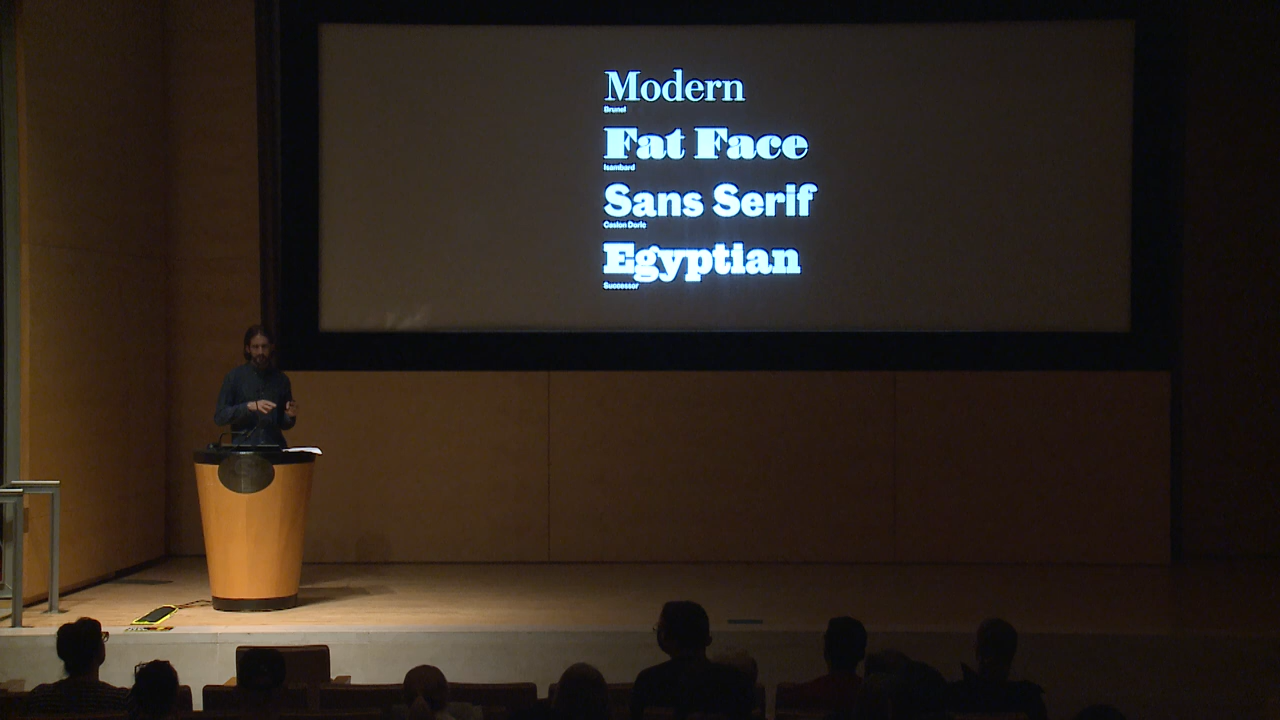 Modern
Brunel
Fat Face
Isambard
Sans Serif
Caslon Doric
Egyptian
Successor